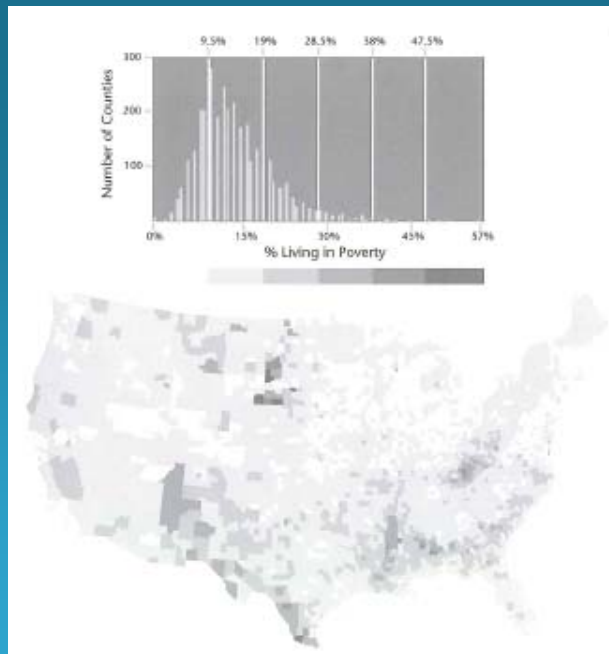 9.5% 19% 28.5% 38% 47.5%
300
200
100
Number of Counties
0% 15% 30% 45% 57%
% Living in Poverty